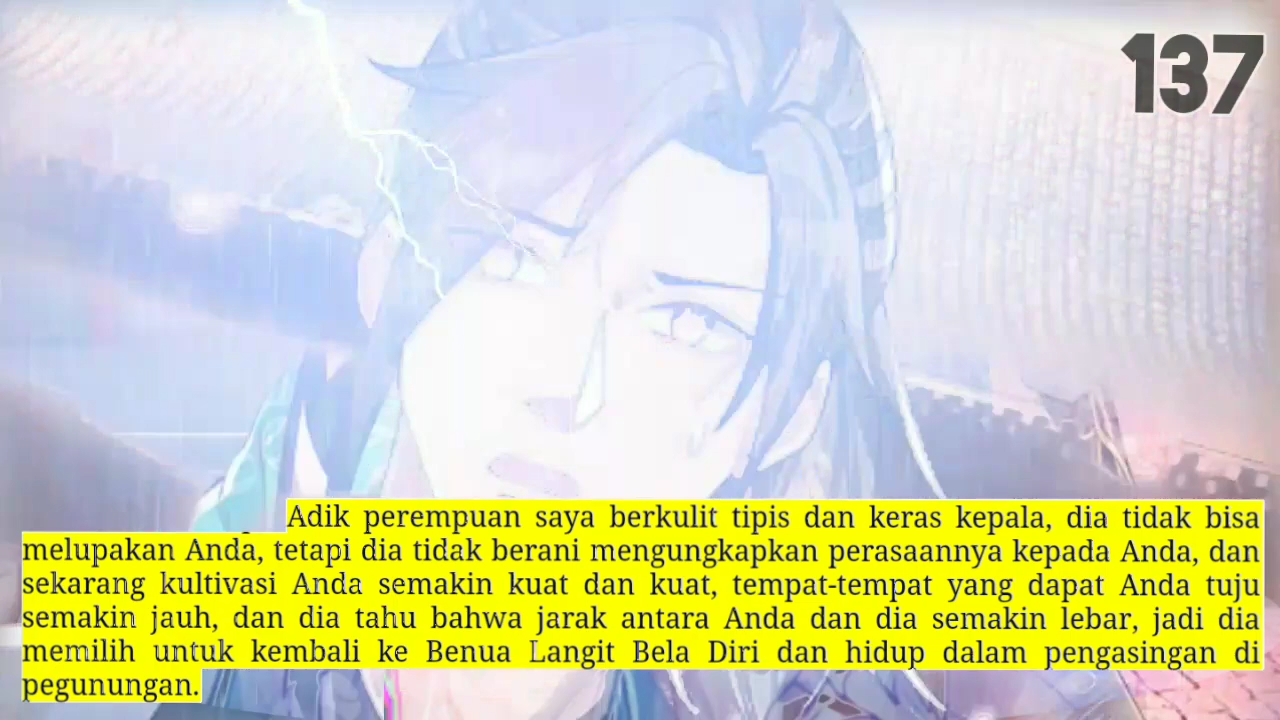 137
Adik perempuan saya berkulit tipis dan keras kepala, dia tidak bisa
melupakan Anda, tetapi dia tidak berani mengungkapkan perasaannya kepada Anda, dan
sekarang kultivasi Anda semakin kuat dan kuat, tempat-tempat yang dapat Anda tuju
semakin jauh, dan dia tahu bahwa jarak antara Anda dan dia semakin lebar, jadi dia
memilih untuk kembali ke Benua Langit Bela Diri dan hidup dalam pengasingan di
pegunungan.